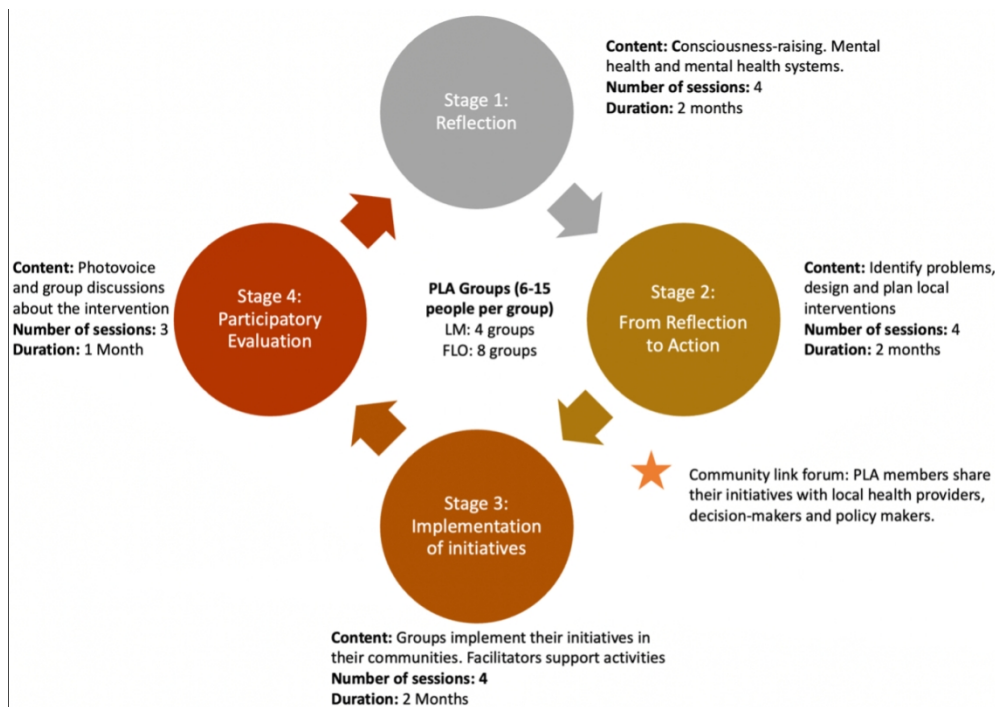 Stage 1:
Reflection
Content: Consciousness-raising. Mental
health and mental health systems.
Number of sessions: 4
Duration: 2 months
Stage 2:
From Reflection
to Action
Content: Identify problems,
design and plan local
interventions
Number of sessions: 4
Duration: 2 months
Community link forum: PLA members share
their initiatives with local health providers,
decision-makers and policy makers.
Stage 3:
Implementation
of initiatives
Content: Groups implement their initiatives in
their communities. Facilitators support activities
Number of sessions: 4
Duration: 2 Months
Stage 4:
Participatory
Evaluation
Content: Photovoice
and group discussions
about the intervention
Number of sessions: 3
Duration: 1 Month
PLA Groups (6-15
people per group)
LM: 4 groups
FLO: 8 groups